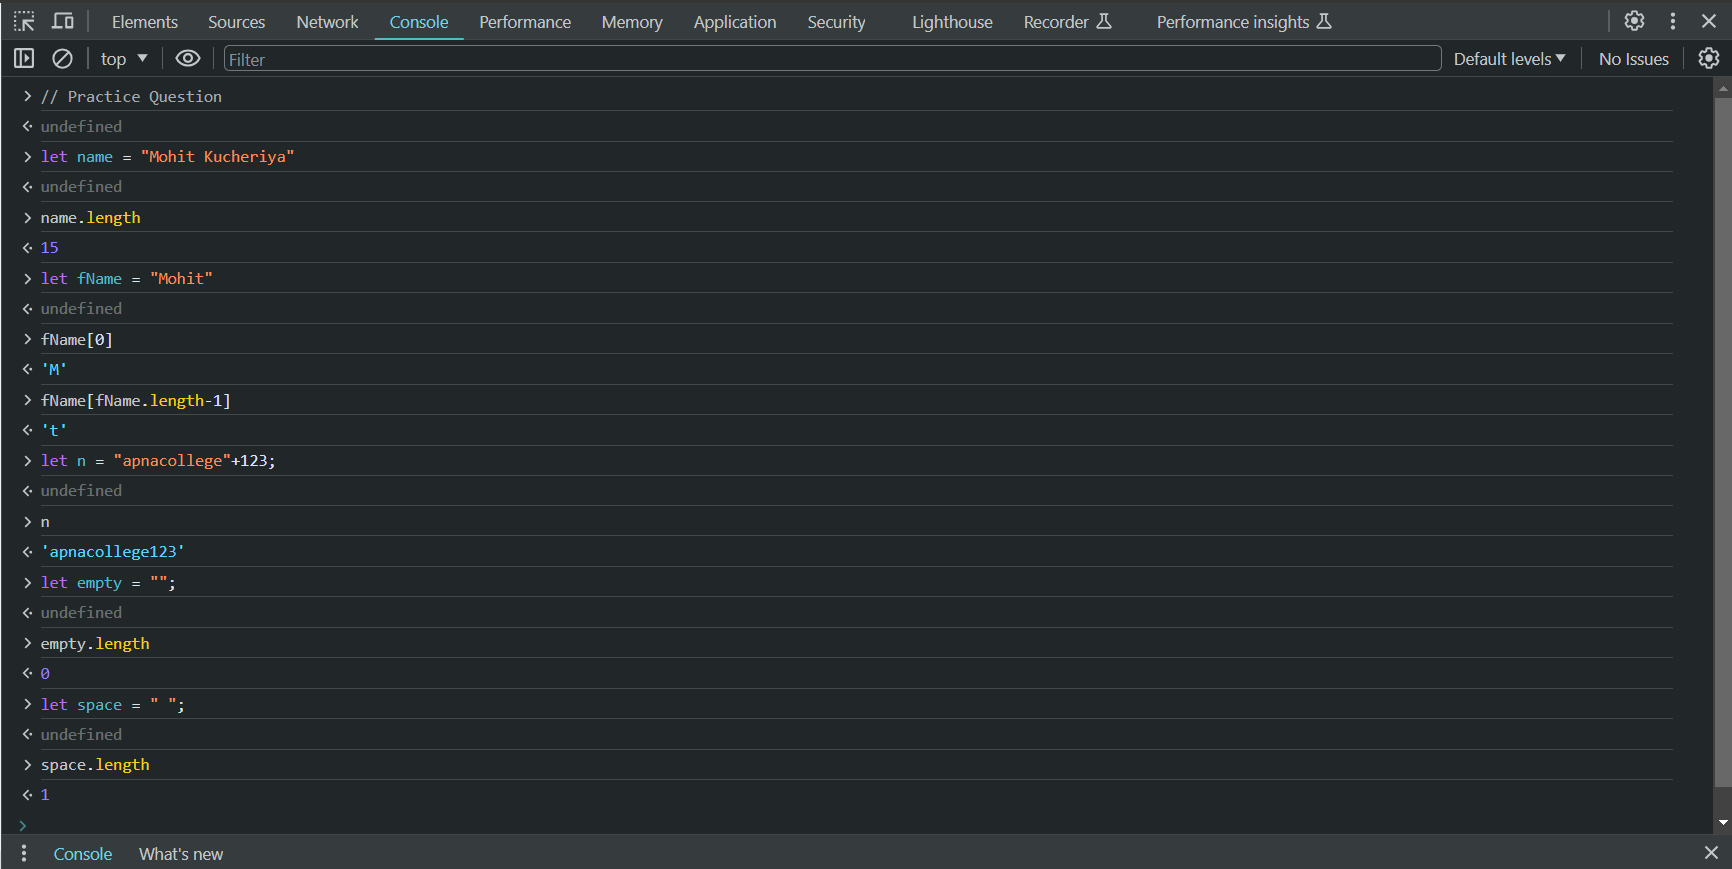 Elements Sources Network Console Performance Memory Application Security Lighthouse Recorder Performance insights
top Filter Default levels No Issues
> // Practice Question
undefined
> let name = "Mohit Kucheriya"
undefined
> name.length
15
> let fName = "Mohit"
undefined
> fName[0]
'M'
> fName[fName.length-1]
't'
> let n = "apnacollege"+123;
undefined
> n
'apnacollege123'
> let empty = "";
undefined
> empty.length
0
> let space = " ";
undefined
> space.length
1
>
Console What's new